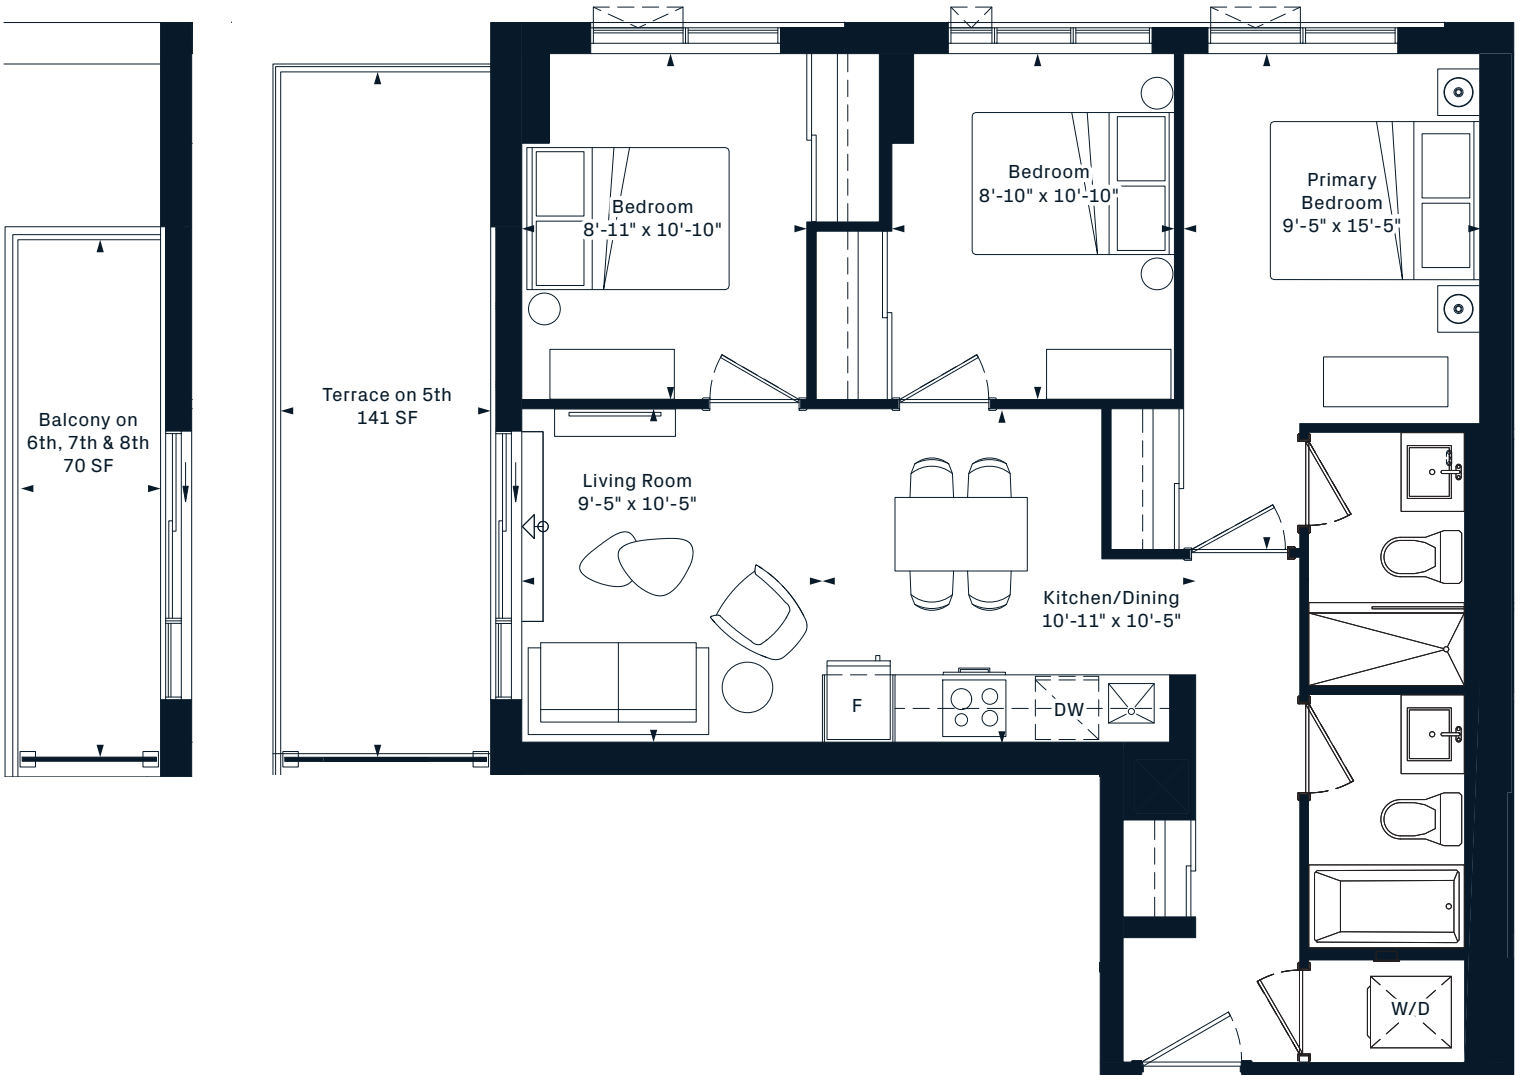 Bedroom
8'-11" x 10'-10"
Bedroom
8'-10" x 10'-10"
Primary
Bedroom
9'-5" x 15'-5"
Balcony on
6th, 7th & 8th
70 SF
Terrace on 5th
141 SF
Living Room
9'-5" x 10'-5"
Kitchen/Dining
10'-11" x 10'-5"
F
DW
W/D